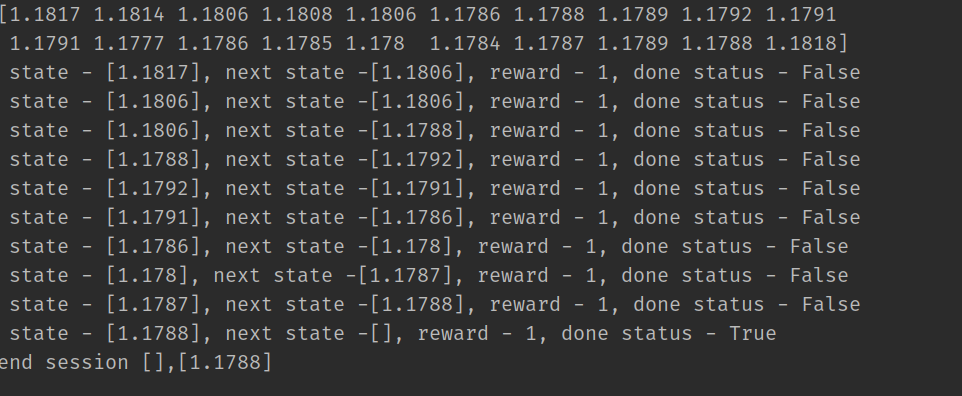 [1.1817 1.1814 1.1806 1.1808 1.1806 1.1786 1.1788 1.1789 1.1792 1.1791
1.1791 1.1777 1.1786 1.1785 1.178  1.1784 1.1787 1.1789 1.1788 1.1818]
state - [1.1817], next state -[1.1806], reward - 1, done status - False
state - [1.1806], next state -[1.1806], reward - 1, done status - False
state - [1.1806], next state -[1.1788], reward - 1, done status - False
state - [1.1788], next state -[1.1792], reward - 1, done status - False
state - [1.1792], next state -[1.1791], reward - 1, done status - False
state - [1.1791], next state -[1.1786], reward - 1, done status - False
state - [1.1786], next state -[1.178], reward - 1, done status - False
state - [1.178], next state -[1.1787], reward - 1, done status - False
state - [1.1787], next state -[1.1788], reward - 1, done status - False
state - [1.1788], next state -[], reward - 1, done status - True
end session [],[1.1788]